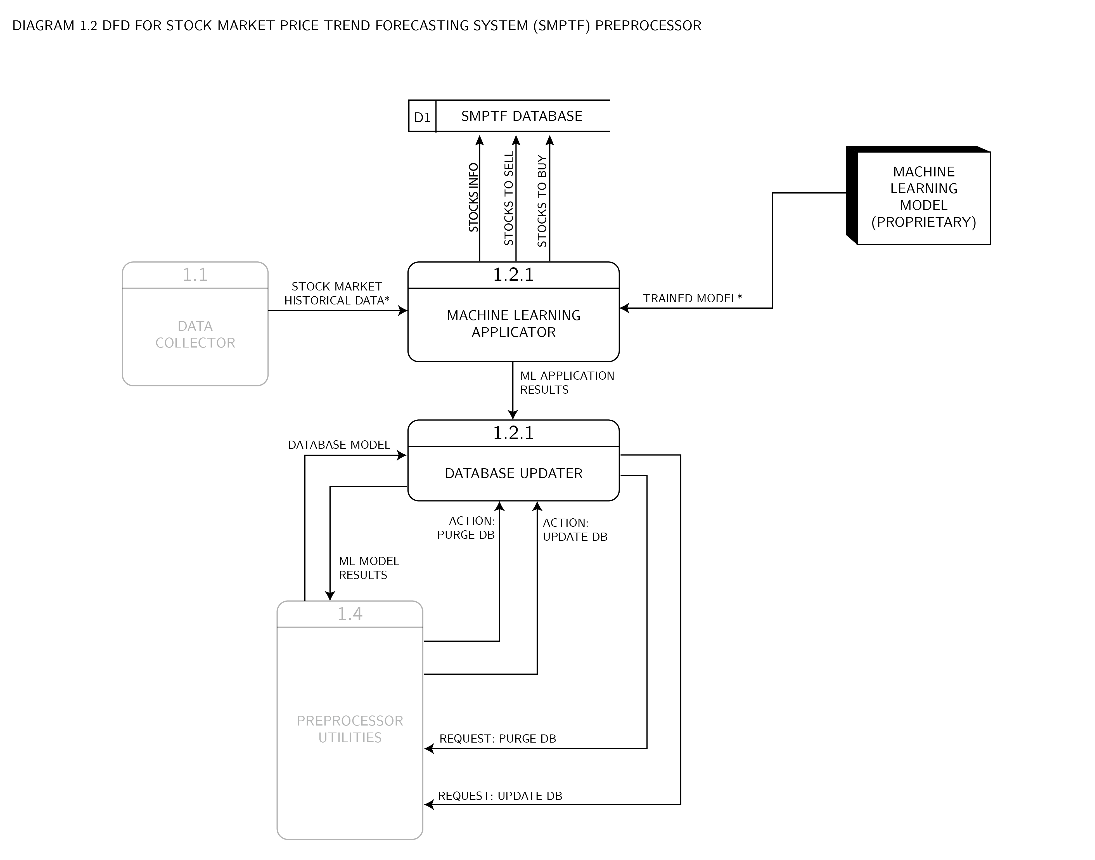 DIAGRAM 1.2 DFD FOR STOCK MARKET PRICE TREND FORECASTING SYSTEM (SMPTF) PREPROCESSOR
D1
SMPTF DATABASE
STOCKS INFO
STOCKS TO SELL
STOCKS TO BUY
MACHINE
LEARNING
MODEL
(PROPRIETARY)
1.1
DATA
COLLECTOR
STOCK MARKET
HISTORICAL DATA*
1.2.1
MACHINE LEARNING
APPLICATOR
TRAINED MODEL*
ML APPLICATION
RESULTS
1.2.1
DATABASE UPDATER
DATABASE MODEL
ACTION:
PURGE DB
ACTION:
UPDATE DB
ML MODEL
RESULTS
1.4
PREPROCESSOR
UTILITIES
REQUEST: PURGE DB
REQUEST: UPDATE DB